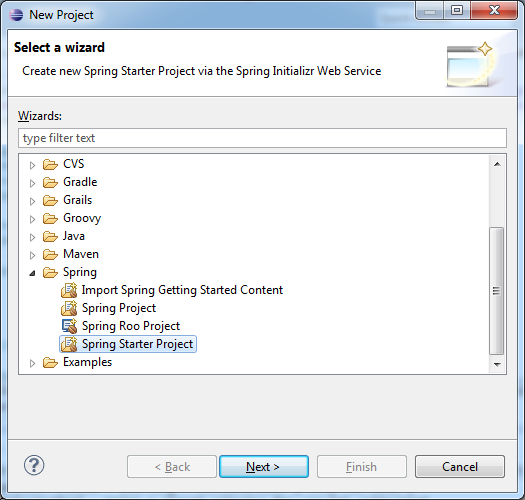 New Project
Select a wizard
Create new Spring Starter Project via the Spring Initializr Web Service
Wizards:
type filter text
CVS
Gradle
Grails
Groovy
Java
Maven
Spring
Import Spring Getting Started Content
Spring Project
Spring Roo Project
Spring Starter Project
Examples
?
< Back
Next >
Finish
Cancel